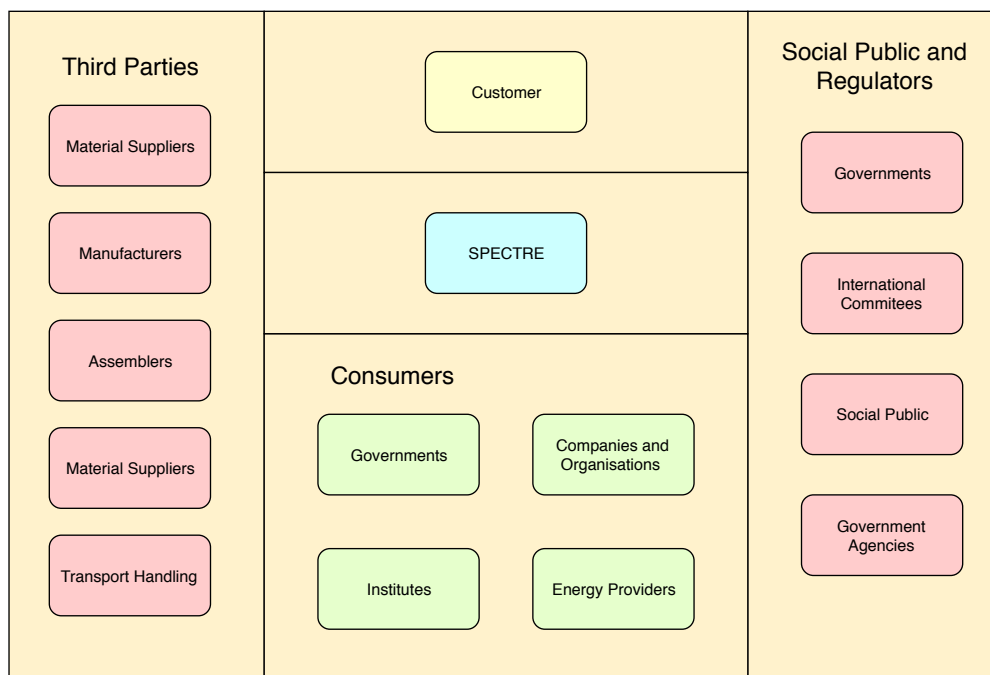 Third Parties
Material Suppliers
Manufacturers
Assemblers
Material Suppliers
Transport Handling
Customer
SPECTRE
Consumers
Governments
Companies and
Organisations
Institutes
Energy Providers
Social Public and
Regulators
Governments
International
Commitees
Social Public
Government
Agencies